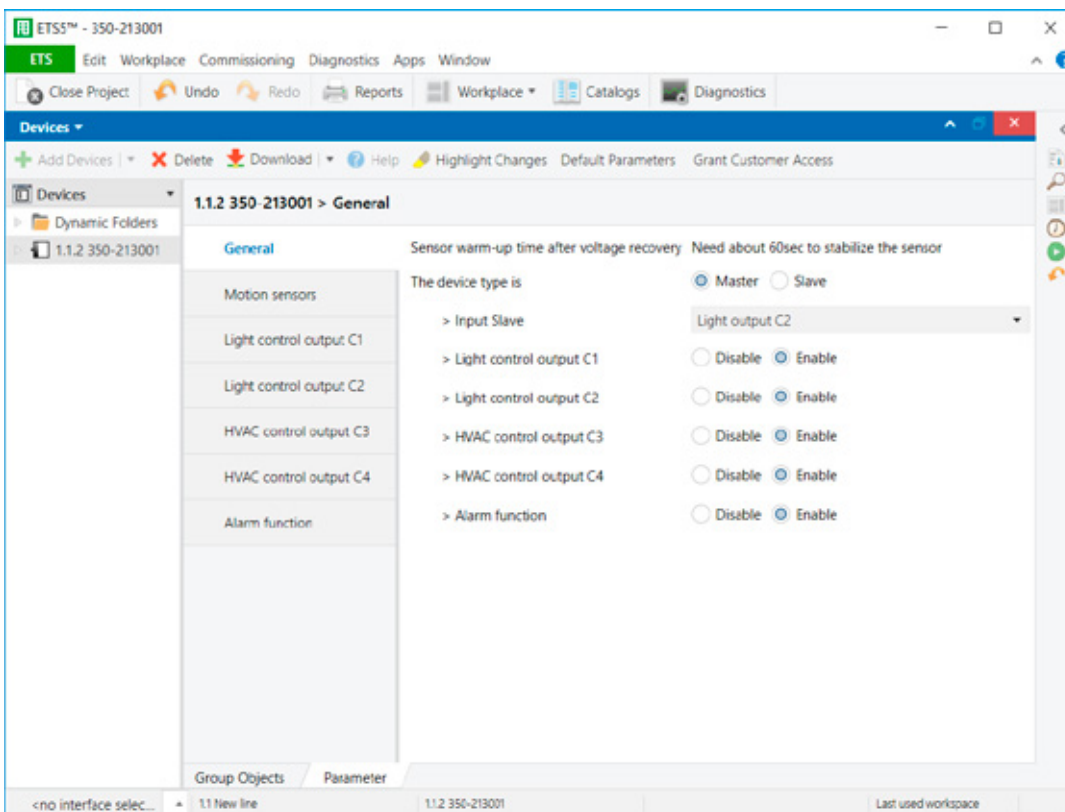 ETS5™ - 350-213001
ETS Edit Workplace Commissioning Diagnostics Apps Window
Close Project Undo Redo Reports Workplace Catalogs Diagnostics
Devices
Add Devices Delete Download Help Highlight Changes Default Parameters Grant Customer Access
Devices
Dynamic Folders
1.1.2 350-213001
1.1.2 350-213001 > General
General
Motion sensors
Light control output C1
Light control output C2
HVAC control output C3
HVAC control output C4
Alarm function
Sensor warm-up time after voltage recovery Need about 60sec to stabilize the sensor
The device type is Master Slave
> Input Slave Light output C2
> Light control output C1 Disable Enable
> Light control output C2 Disable Enable
> HVAC control output C3 Disable Enable
> HVAC control output C4 Disable Enable
> Alarm function Disable Enable
Group Objects Parameter
<no interface selec... 1.1 New line 1.1.2 350-213001 Last used workspace